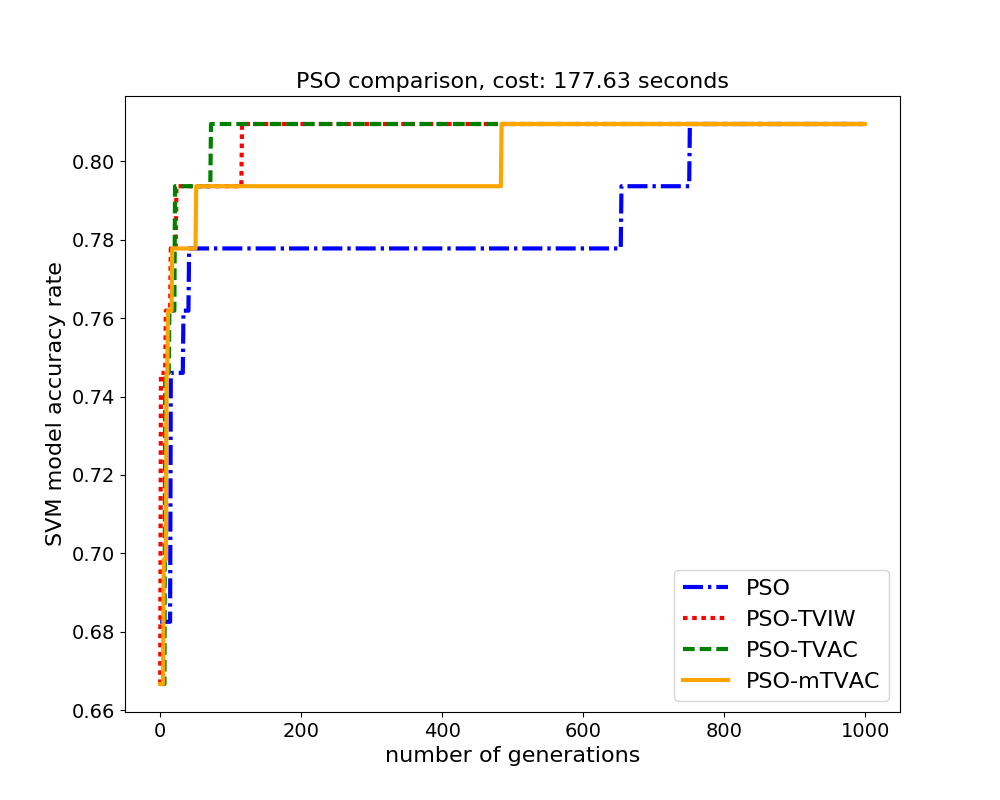 PSO comparison, cost: 177.63 seconds
SVM model accuracy rate
0.80
0.78
0.76
0.74
0.72
0.70
0.68
0.66
0 200 400 600 800 1000
number of generations
PSO
PSO-TVIW
PSO-TVAC
PSO-mTVAC